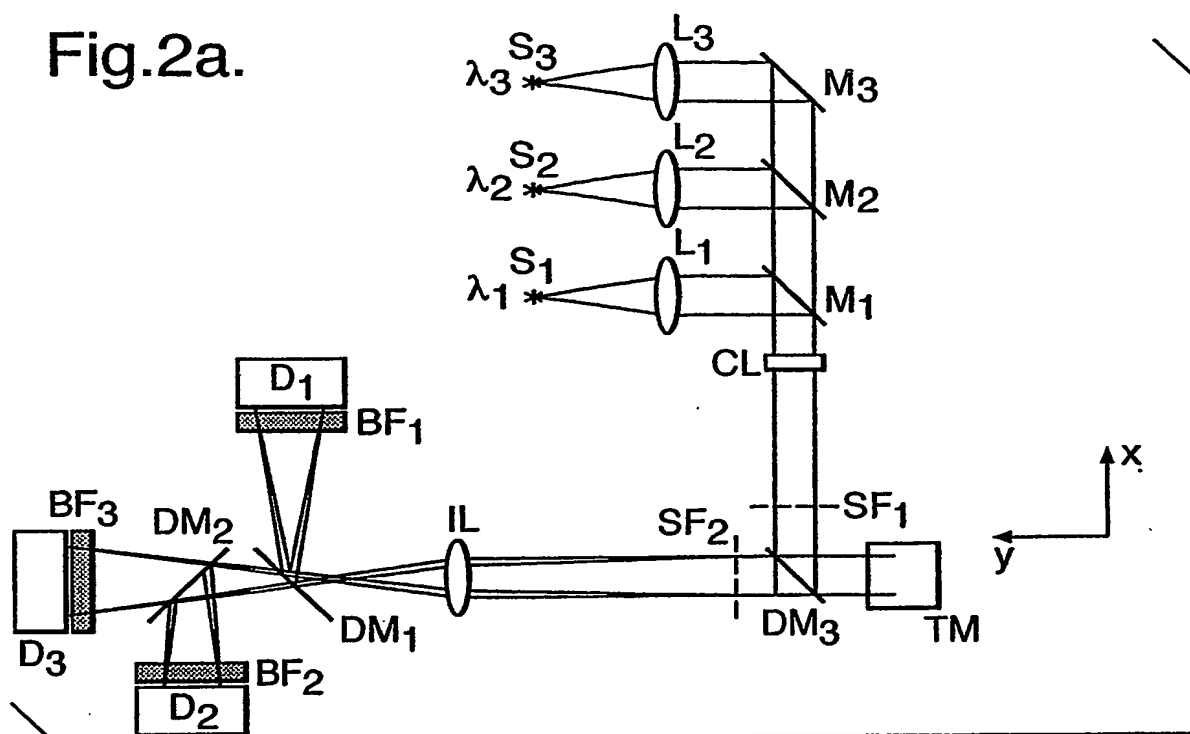 Fig.2a.
S3 L3
λ3 M3
S2 L2
λ2 M2
S1 L1
λ1 M1
CL
D1
BF1
x
BF3 DM2 IL SF2 SF1
y
D3 DM1 DM3 TM
BF2
D2